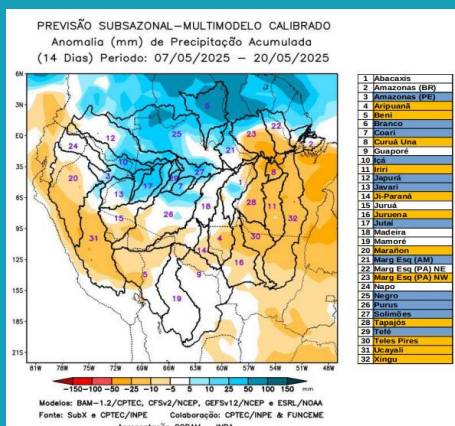 PREVISÃO SUBSAZONAL–MULTIMODELO CALIBRADO
Anomalia (mm) de Precipitação Acumulada
(14 Dias) Periodo: 07/05/2025 – 20/05/2025
6N
3N
EQ
3S
6S
9S
12S
15S
18S
21S
81W 78W 75W 72W 69W 66W 63W 60W 57W 54W 51W 48W
-150 -100 -50 -25 -10 -5 5 10 25 50 100 150 mm
Modelos: BAM-1.2/CPTEC, CFSv2/NCEP, GEFSv12/NCEP e ESRL/NOAA
Fonte: SubX e CPTEC/INPE Colaboração: CPTEC/INPE & FUNCEME
1 Abacaxis
2 Amazonas (BR)
3 Amazonas (PE)
4 Aripuanã
5 Beni
6 Branco
7 Coari
8 Curuá Una
9 Guaporé
10 Içá
11 Iriri
12 Japurá
13 Javari
14 Ji-Paraná
15 Juruá
16 Juruena
17 Jutaí
18 Madeira
19 Mamoré
20 Marañon
21 Marg Esq (AM)
22 Marg Esq (PA) NE
23 Marg Esq (PA) NW
24 Napo
25 Negro
26 Purus
27 Solimões
28 Tapajós
29 Tefé
30 Teles Pires
31 Ucayali
32 Xingu